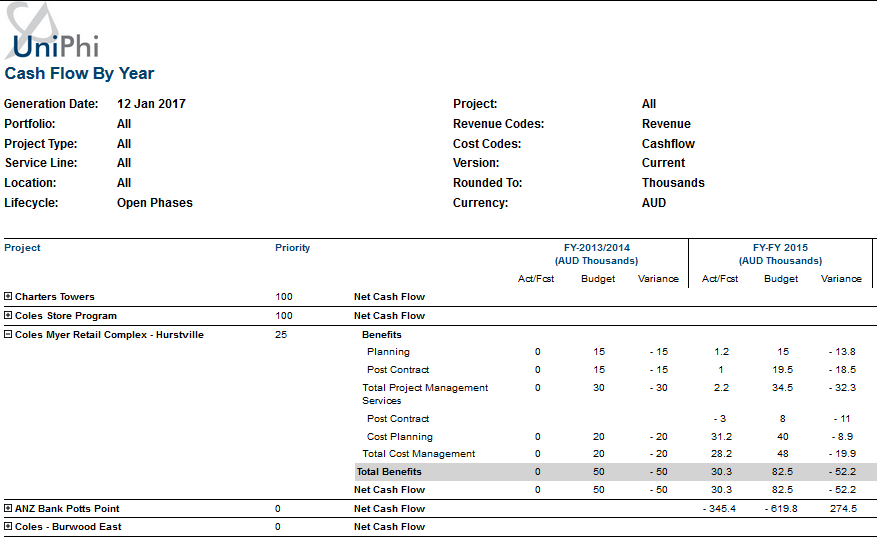 UniPhi
Cash Flow By Year
Generation Date: 12 Jan 2017 Project: All
Portfolio: All Revenue Codes: Revenue
Project Type: All Cost Codes: Cashflow
Service Line: All Version: Current
Location: All Rounded To: Thousands
Lifecycle: Open Phases Currency: AUD
Project Priority FY-2013/2014 FY-FY 2015
(AUD Thousands) (AUD Thousands)
Act/Fcst Budget Variance Act/Fcst Budget Variance
Charters Towers 100 Net Cash Flow
Coles Store Program 100 Net Cash Flow
Coles Myer Retail Complex - Hurstville 25 Benefits
Planning 0 15 - 15 1.2 15 - 13.8
Post Contract 0 15 - 15 1 19.5 - 18.5
Total Project Management 0 30 - 30 2.2 34.5 - 32.3
Services
Post Contract - 3 8 - 11
Cost Planning 0 20 - 20 31.2 40 - 8.9
Total Cost Management 0 20 - 20 28.2 48 - 19.9
Total Benefits 0 50 - 50 30.3 82.5 - 52.2
Net Cash Flow 0 50 - 50 30.3 82.5 - 52.2
ANZ Bank Potts Point 0 Net Cash Flow - 345.4 - 619.8 274.5
Coles - Burwood East 0 Net Cash Flow